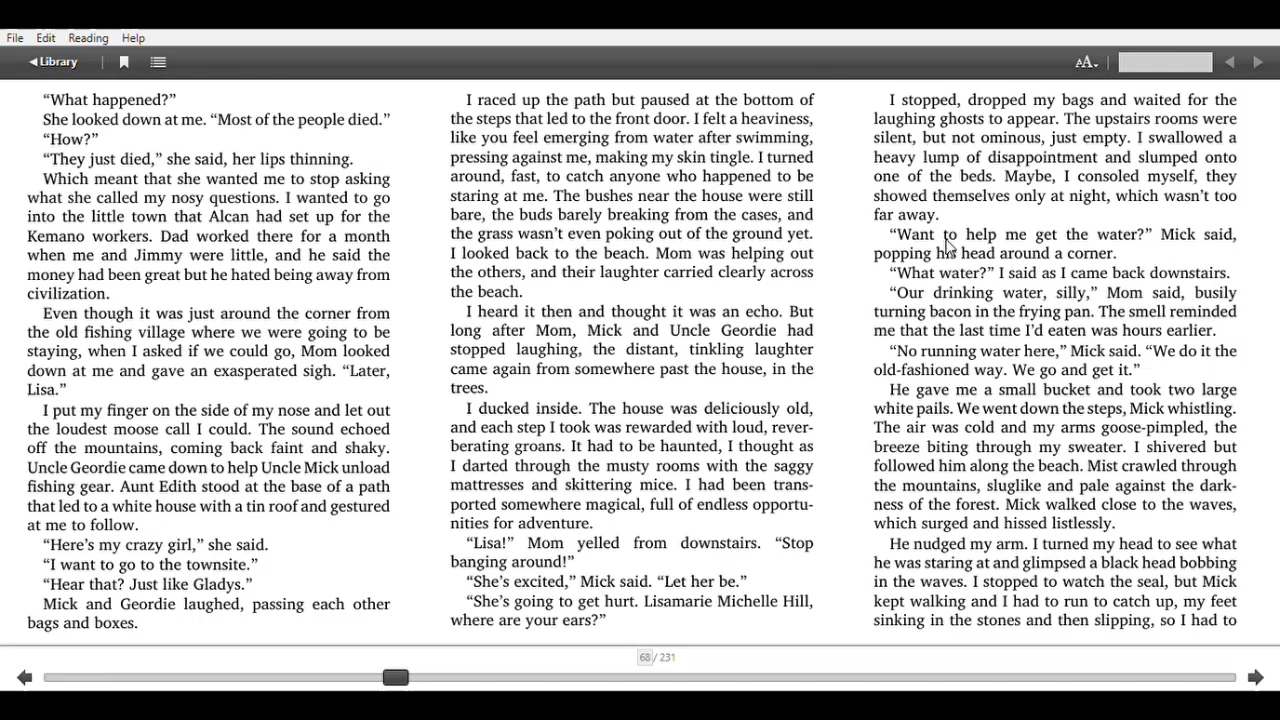 File Edit Reading Help
Library
AA
“What happened?”
She looked down at me. “Most of the people died.”
“How?”
“They just died,” she said, her lips thinning.
Which meant that she wanted me to stop asking
what she called my nosy questions. I wanted to go
into the little town that Alcan had set up for the
Kemano workers. Dad worked there for a month
when me and Jimmy were little, and he said the
money had been great but he hated being away from
civilization.
Even though it was just around the corner from
the old fishing village where we were going to be
staying, when I asked if we could go, Mom looked
down at me and gave an exasperated sigh. “Later,
Lisa.”
I put my finger on the side of my nose and let out
the loudest moose call I could. The sound echoed
off the mountains, coming back faint and shaky.
Uncle Geordie came down to help Uncle Mick unload
fishing gear. Aunt Edith stood at the base of a path
that led to a white house with a tin roof and gestured
at me to follow.
“Here’s my crazy girl,” she said.
“I want to go to the townsite.”
“Hear that? Just like Gladys.”
Mick and Geordie laughed, passing each other
bags and boxes.
I raced up the path but paused at the bottom of
the steps that led to the front door. I felt a heaviness,
like you feel emerging from water after swimming,
pressing against me, making my skin tingle. I turned
around, fast, to catch anyone who happened to be
staring at me. The bushes near the house were still
bare, the buds barely breaking from the cases, and
the grass wasn’t even poking out of the ground yet.
I looked back to the beach. Mom was helping out
the others, and their laughter carried clearly across
the beach.
I heard it then and thought it was an echo. But
long after Mom, Mick and Uncle Geordie had
stopped laughing, the distant, tinkling laughter
came again from somewhere past the house, in the
trees.
I ducked inside. The house was deliciously old,
and each step I took was rewarded with loud, rever-
berating groans. It had to be haunted, I thought as
I darted through the musty rooms with the saggy
mattresses and skittering mice. I had been trans-
ported somewhere magical, full of endless opportu-
nities for adventure.
“Lisa!” Mom yelled from downstairs. “Stop
banging around!”
“She’s excited,” Mick said. “Let her be.”
“She’s going to get hurt. Lisamarie Michelle Hill,
where are your ears?”
I stopped, dropped my bags and waited for the
laughing ghosts to appear. The upstairs rooms were
silent, but not ominous, just empty. I swallowed a
heavy lump of disappointment and slumped onto
one of the beds. Maybe, I consoled myself, they
showed themselves only at night, which wasn’t too
far away.
“Want to help me get the water?” Mick said,
popping his head around a corner.
“What water?” I said as I came back downstairs.
“Our drinking water, silly,” Mom said, busily
turning bacon in the frying pan. The smell reminded
me that the last time I’d eaten was hours earlier.
“No running water here,” Mick said. “We do it the
old-fashioned way. We go and get it.”
He gave me a small bucket and took two large
white pails. We went down the steps, Mick whistling.
The air was cold and my arms goose-pimpled, the
breeze biting through my sweater. I shivered but
followed him along the beach. Mist crawled through
the mountains, sluglike and pale against the dark-
ness of the forest. Mick walked close to the waves,
which surged and hissed listlessly.
He nudged my arm. I turned my head to see what
he was staring at and glimpsed a black head bobbing
in the waves. I stopped to watch the seal, but Mick
kept walking and I had to run to catch up, my feet
sinking in the stones and then slipping, so I had to
68 / 231